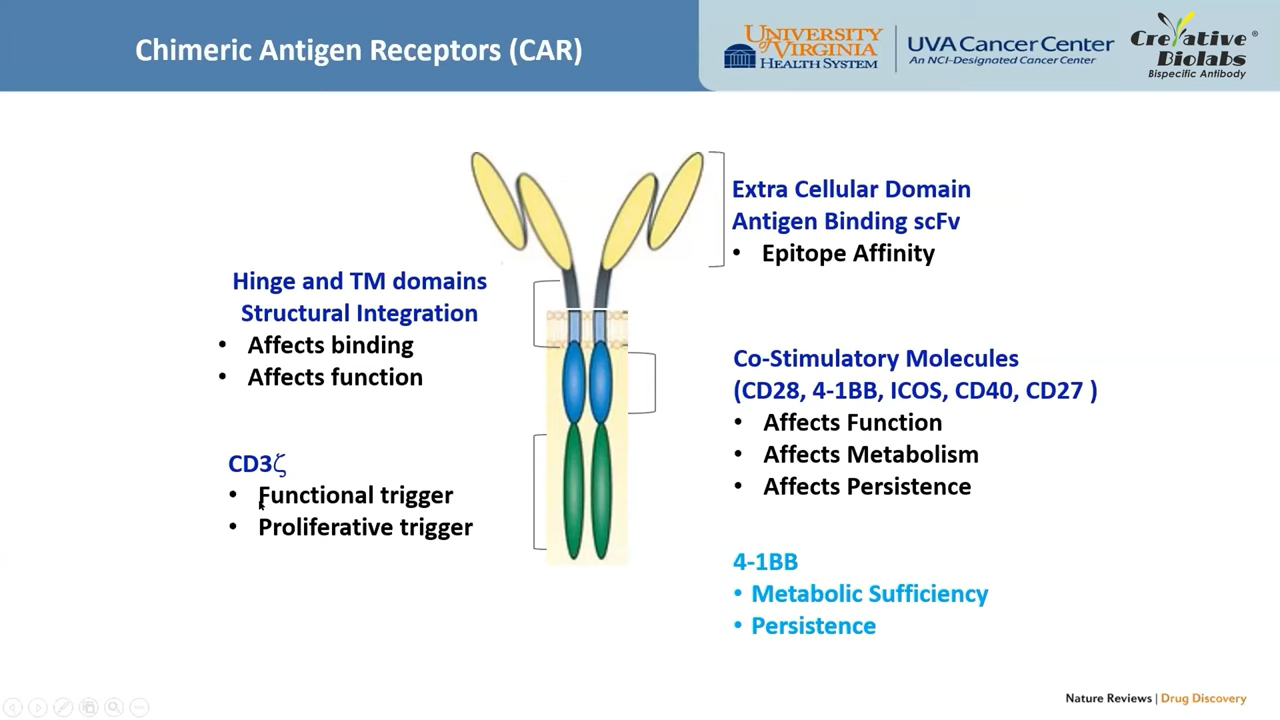 Chimeric Antigen Receptors (CAR)
UNIVERSITY
of VIRGINIA
HEALTH SYSTEM
UVA Cancer Center
An NCI-Designated Cancer Center
Creative
Biolabs
®
Bispecific Antibody
Extra Cellular Domain
Antigen Binding scFv
• Epitope Affinity
Hinge and TM domains
Structural Integration
• Affects binding
• Affects function
Co-Stimulatory Molecules
(CD28, 4-1BB, ICOS, CD40, CD27 )
• Affects Function
• Affects Metabolism
• Affects Persistence
CD3ζ
• Functional trigger
• Proliferative trigger
4-1BB
• Metabolic Sufficiency
• Persistence
Nature Reviews | Drug Discovery